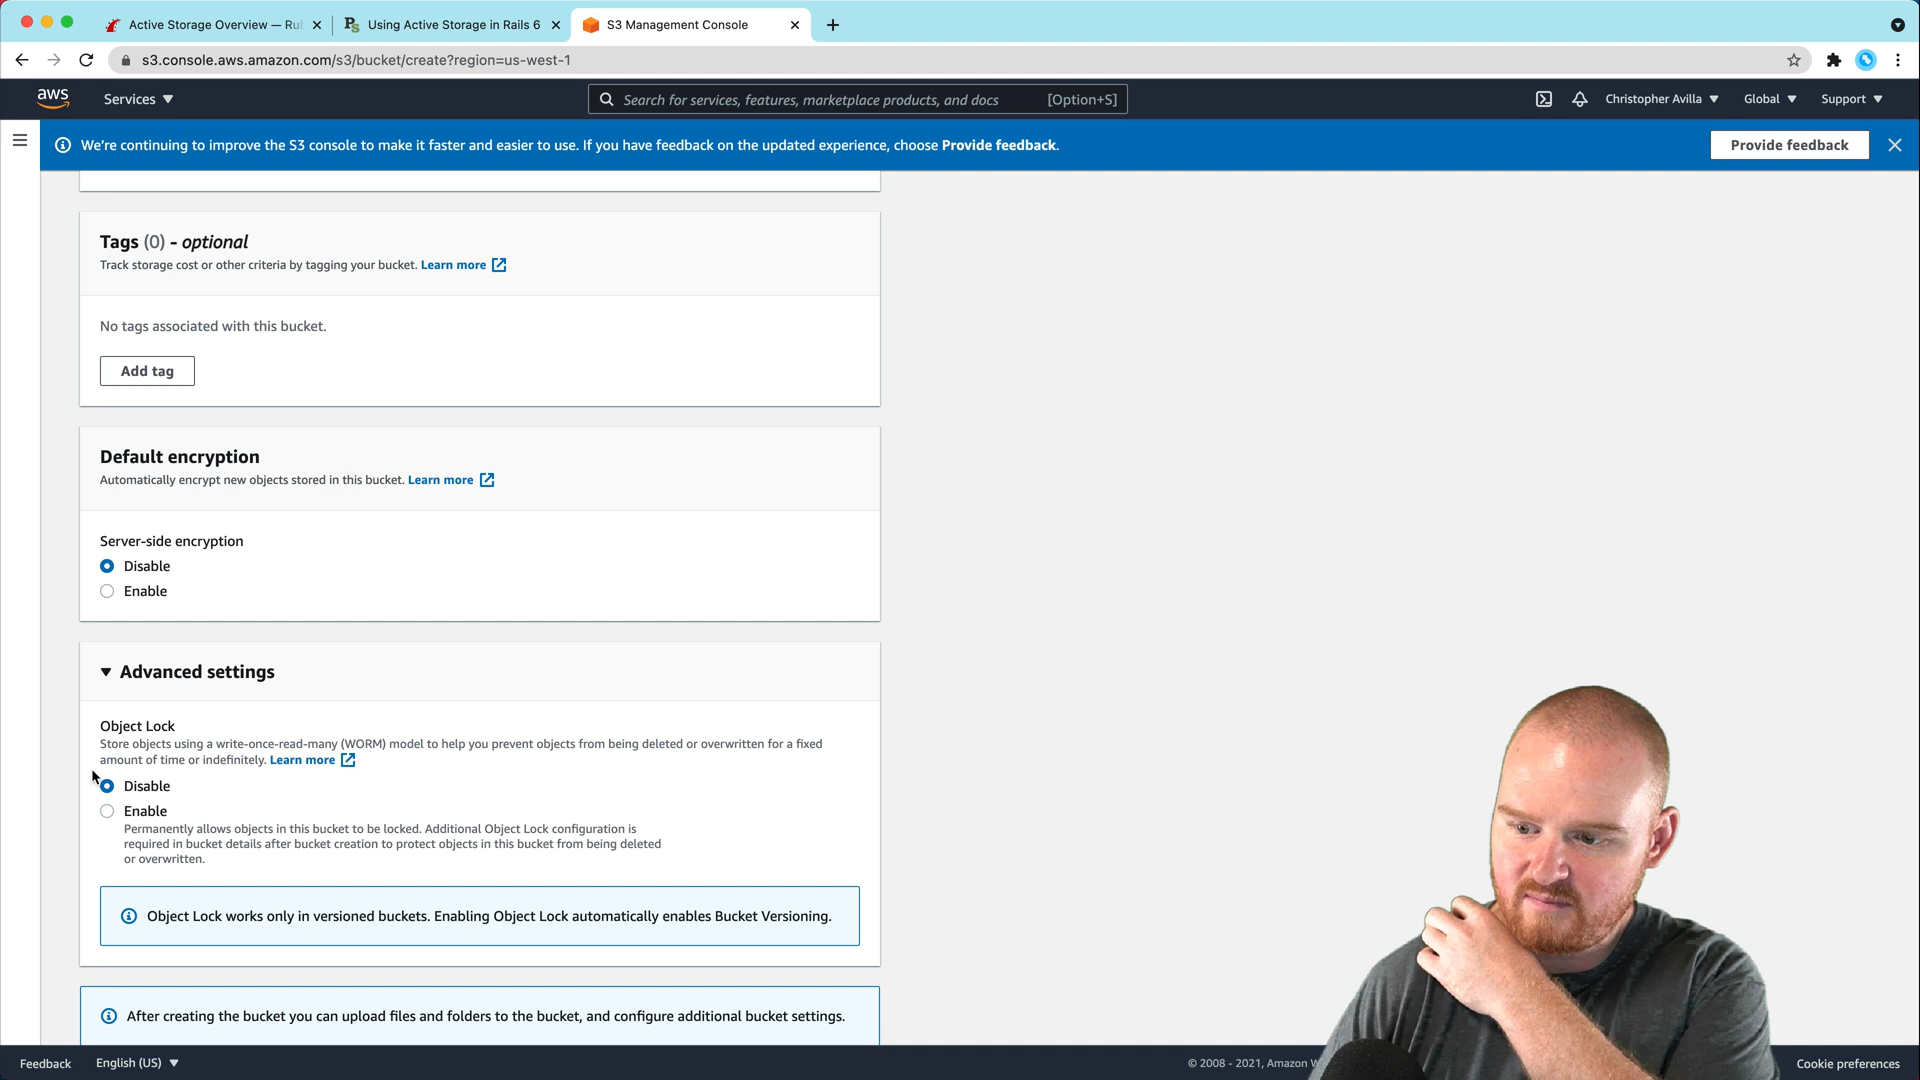 Active Storage Overview — Ru
Using Active Storage in Rails 6
S3 Management Console
s3.console.aws.amazon.com/s3/bucket/create?region=us-west-1
aws
Services
Search for services, features, marketplace products, and docs
[Option+S]
Christopher Avilla
Global
Support
We're continuing to improve the S3 console to make it faster and easier to use. If you have feedback on the updated experience, choose Provide feedback.
Provide feedback
Tags (0) - optional
Track storage cost or other criteria by tagging your bucket. Learn more
No tags associated with this bucket.
Add tag
Default encryption
Automatically encrypt new objects stored in this bucket. Learn more
Server-side encryption
Disable
Enable
Advanced settings
Object Lock
Store objects using a write-once-read-many (WORM) model to help you prevent objects from being deleted or overwritten for a fixed
amount of time or indefinitely. Learn more
Disable
Enable
Permanently allows objects in this bucket to be locked. Additional Object Lock configuration is
required in bucket details after bucket creation to protect objects in this bucket from being deleted
or overwritten.
Object Lock works only in versioned buckets. Enabling Object Lock automatically enables Bucket Versioning.
After creating the bucket you can upload files and folders to the bucket, and configure additional bucket settings.
Feedback
English (US)
© 2008 - 2021, Amazon
Cookie preferences